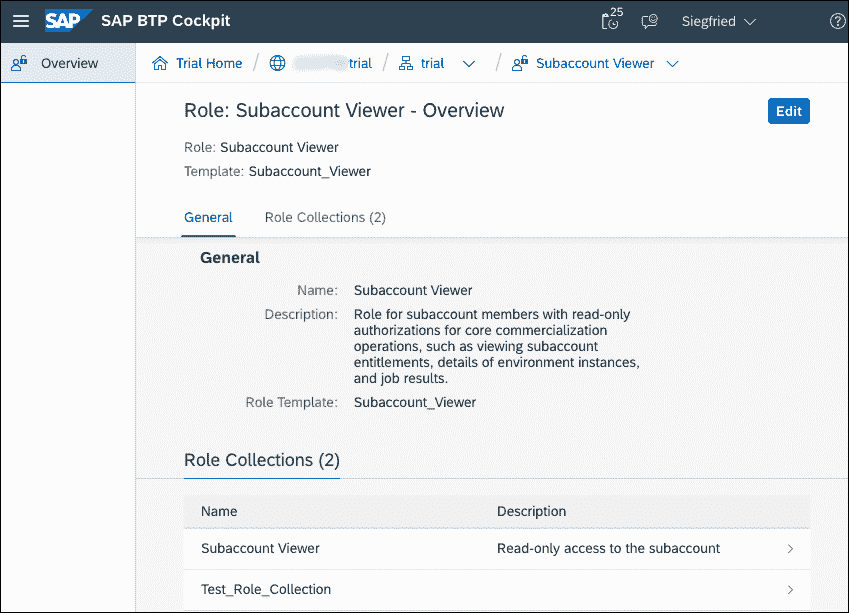 SAP SAP BTP Cockpit 25 Siegfried ?
Overview Trial Home / trial / trial / Subaccount Viewer
Role: Subaccount Viewer - Overview Edit
Role: Subaccount Viewer
Template: Subaccount_Viewer
General Role Collections (2)
General
Name: Subaccount Viewer
Description: Role for subaccount members with read-only
authorizations for core commercialization
operations, such as viewing subaccount
entitlements, details of environment instances,
and job results.
Role Template: Subaccount_Viewer
Role Collections (2)
Name Description
Subaccount Viewer Read-only access to the subaccount
Test_Role_Collection